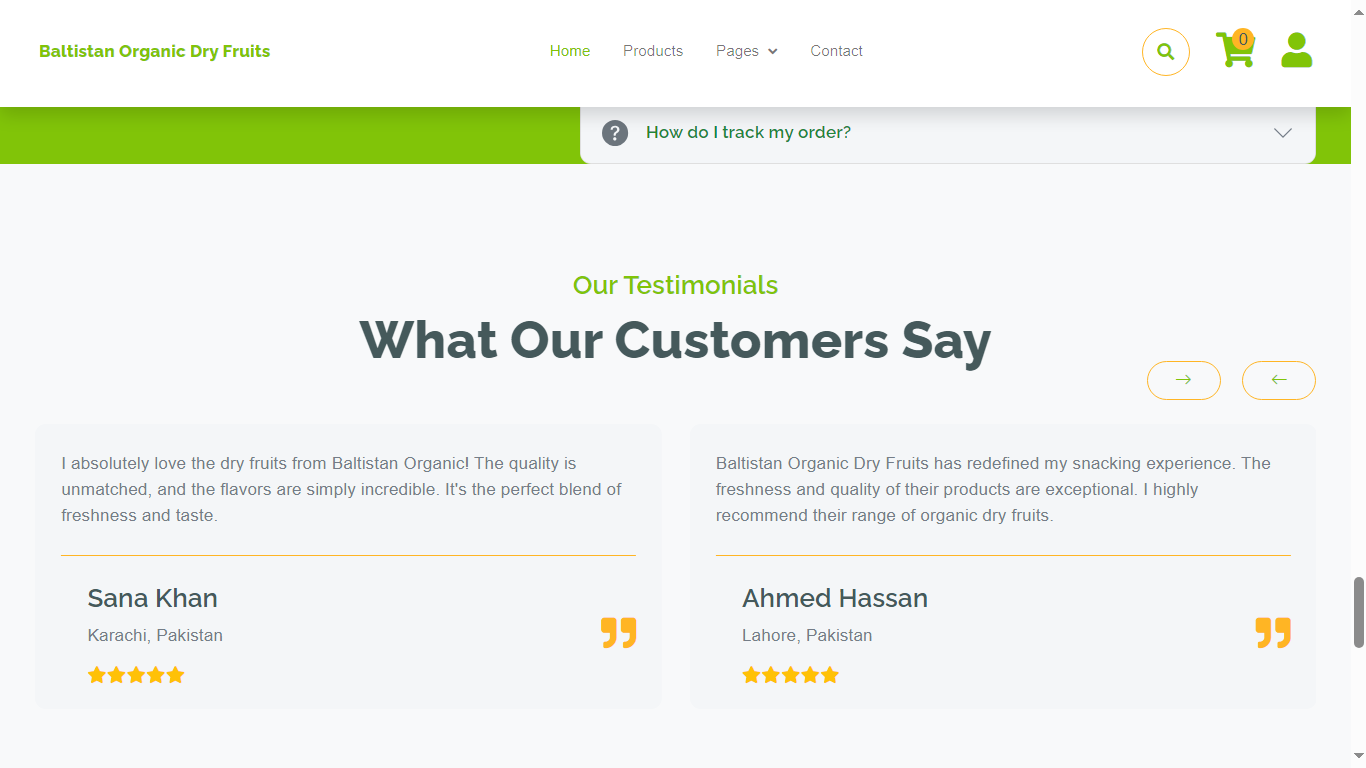 Baltistan Organic Dry Fruits
Home
Products
Pages
Contact
0
How do I track my order?
Our Testimonials
What Our Customers Say
I absolutely love the dry fruits from Baltistan Organic! The quality is
unmatched, and the flavors are simply incredible. It's the perfect blend of
freshness and taste.
Sana Khan
Karachi, Pakistan
Baltistan Organic Dry Fruits has redefined my snacking experience. The
freshness and quality of their products are exceptional. I highly
recommend their range of organic dry fruits.
Ahmed Hassan
Lahore, Pakistan